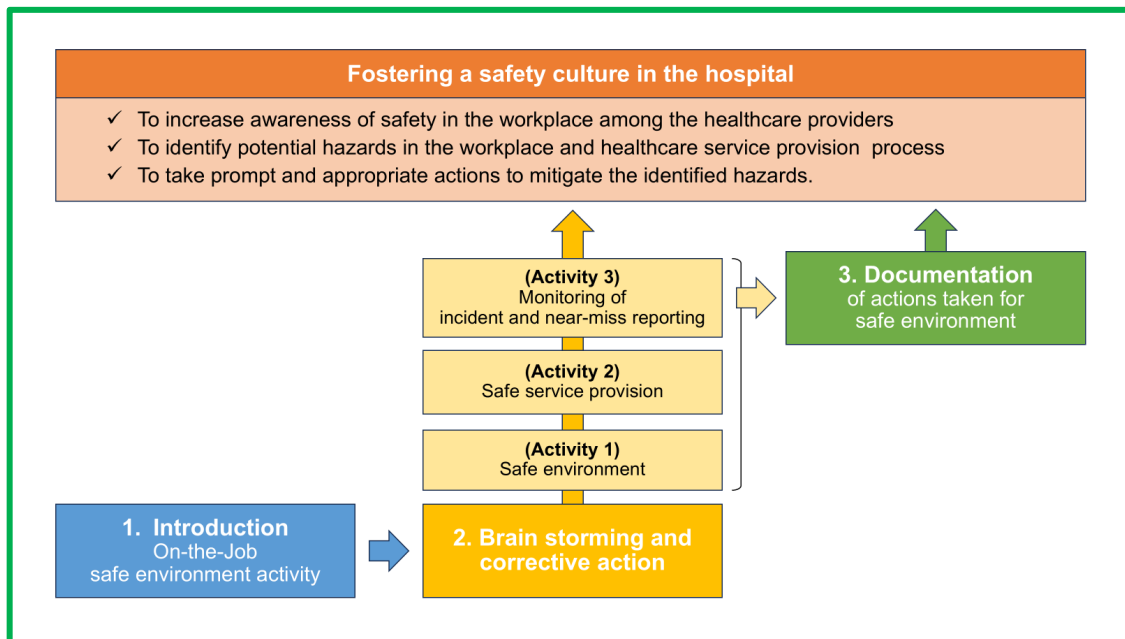 Fostering a safety culture in the hospital
✓ To increase awareness of safety in the workplace among the healthcare providers
✓ To identify potential hazards in the workplace and healthcare service provision process
✓ To take prompt and appropriate actions to mitigate the identified hazards.
(Activity 3)
Monitoring of
incident and near-miss reporting
3. Documentation
of actions taken for
safe environment
(Activity 2)
Safe service provision
(Activity 1)
Safe environment
1. Introduction
On-the-Job
safe environment activity
2. Brain storming and
corrective action